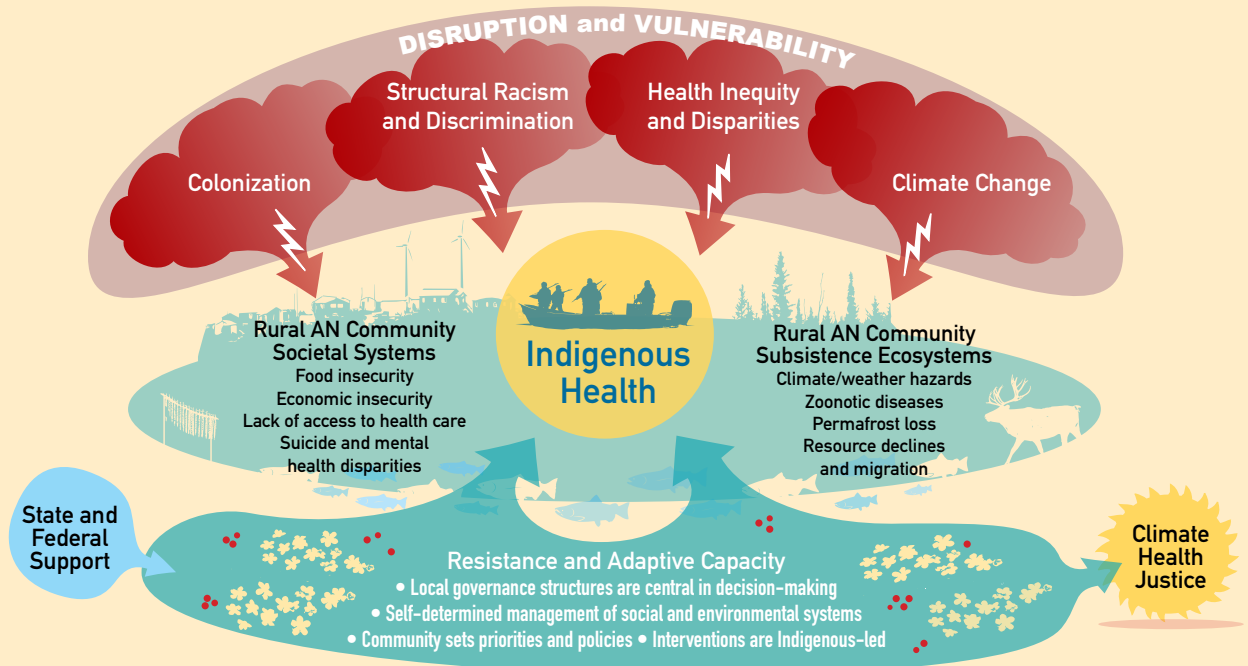 DISRUPTION and VULNERABILITY
Colonization
Structural Racism
and Discrimination
Health Inequity
and Disparities
Climate Change
Rural AN Community
Societal Systems
Food insecurity
Economic insecurity
Lack of access to health care
Suicide and mental
health disparities
Indigenous
Health
Rural AN Community
Subsistence Ecosystems
Climate/weather hazards
Zoonotic diseases
Permafrost loss
Resource declines
and migration
State and
Federal
Support
Resistance and Adaptive Capacity
• Local governance structures are central in decision-making
• Self-determined management of social and environmental systems
• Community sets priorities and policies • Interventions are Indigenous-led
Climate
Health
Justice